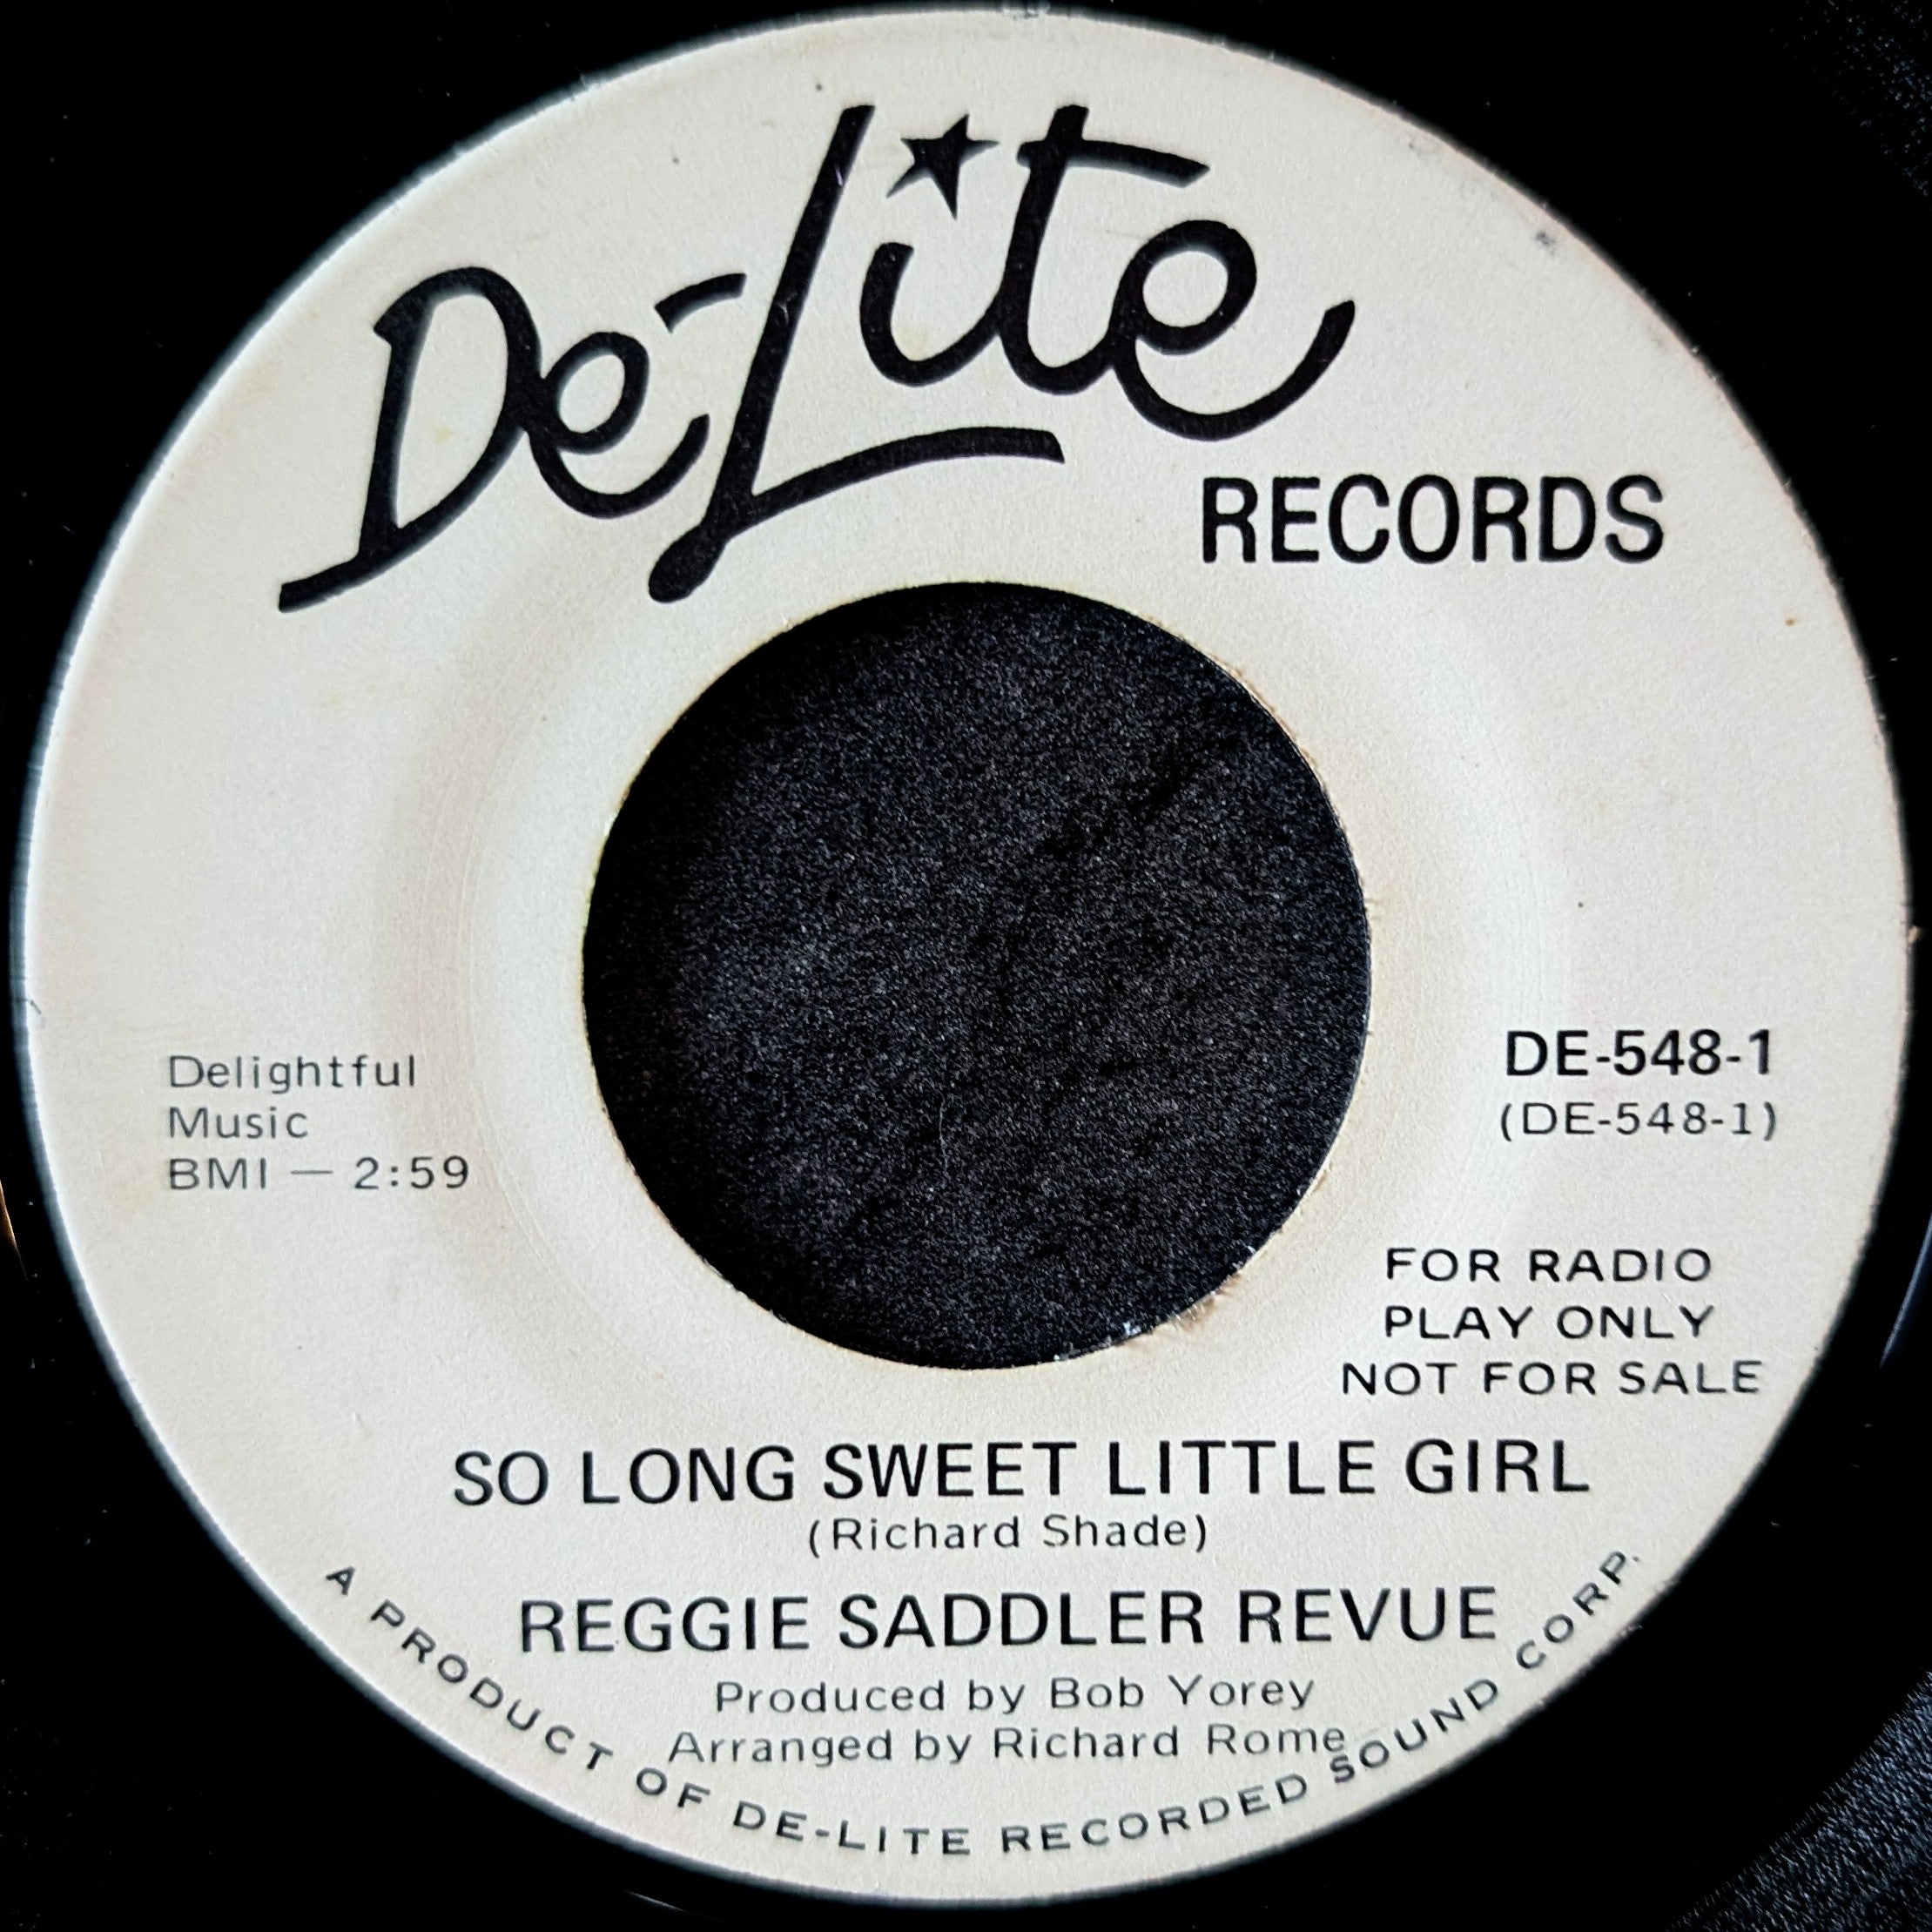 De-Lite
RECORDS
Delightful
Music
BMI — 2:59
DE-548-1
(DE-548-1)
FOR RADIO
PLAY ONLY
NOT FOR SALE
SO LONG SWEET LITTLE GIRL
(Richard Shade)
REGGIE SADDLER REVUE
Produced by Bob Yorey
Arranged by Richard Rome
A PRODUCT OF DE-LITE RECORDED SOUND CORP.